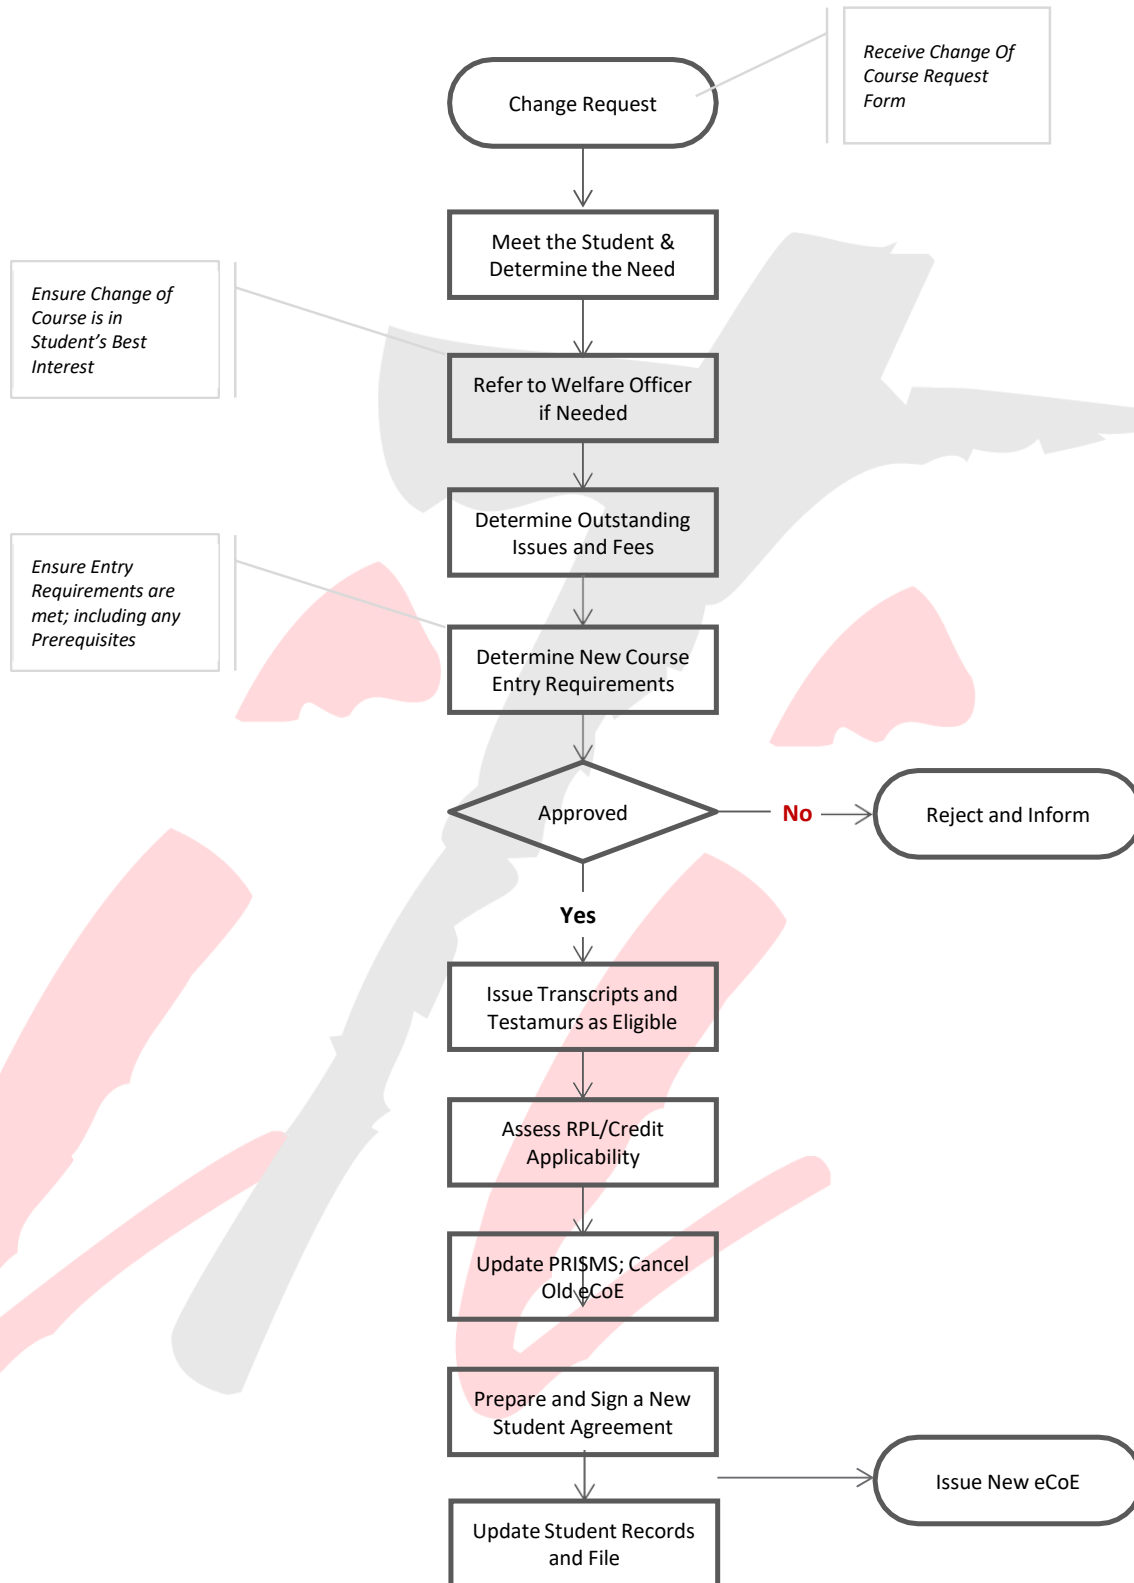 Receive Change Of
Course Request
Form
Change Request
Meet the Student &
Determine the Need
Ensure Change of
Course is in
Student’s Best
Interest
Refer to Welfare Officer
if Needed
Determine Outstanding
Issues and Fees
Ensure Entry
Requirements are
met; including any
Prerequisites
Determine New Course
Entry Requirements
Approved
No
Reject and Inform
Yes
Issue Transcripts and
Testamurs as Eligible
Assess RPL/Credit
Applicability
Update PRISMS; Cancel
Old eCoE
Prepare and Sign a New
Student Agreement
Issue New eCoE
Update Student Records
and File